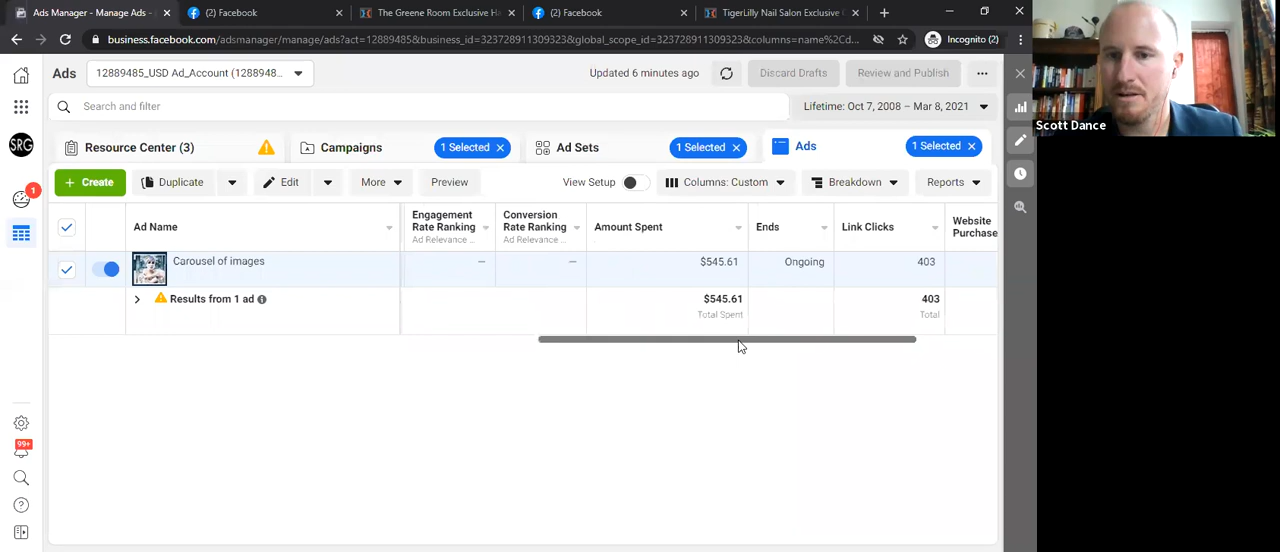 Ads Manager - Manage Ads - 
(2) Facebook
The Greene Room Exclusive Ha
(2) Facebook
TigerLilly Nail Salon Exclusive
Incognito (2)
business.facebook.com/adsmanager/manage/ads?act=12889485&business_id=323728911309323&global_scope_id=323728911309323&columns=name%2Cd...
Ads
12889485_USD Ad_Account (1288948...
Updated 6 minutes ago
Discard Drafts
Review and Publish
Search and filter
Lifetime: Oct 7, 2008 – Mar 8, 2021
Scott Dance
SRG
Resource Center (3)
Campaigns
1 Selected
Ad Sets
1 Selected
Ads
1 Selected
1
+ Create
Duplicate
Edit
More
Preview
View Setup
Columns: Custom
Breakdown
Reports
Ad Name
Engagement
Rate Ranking
Ad Relevance ...
Conversion
Rate Ranking
Ad Relevance ...
Amount Spent
Ends
Link Clicks
Website
Purchase
Carousel of images
—
—
$545.61
Ongoing
403
Results from 1 ad
$545.61
Total Spent
403
Total
99+